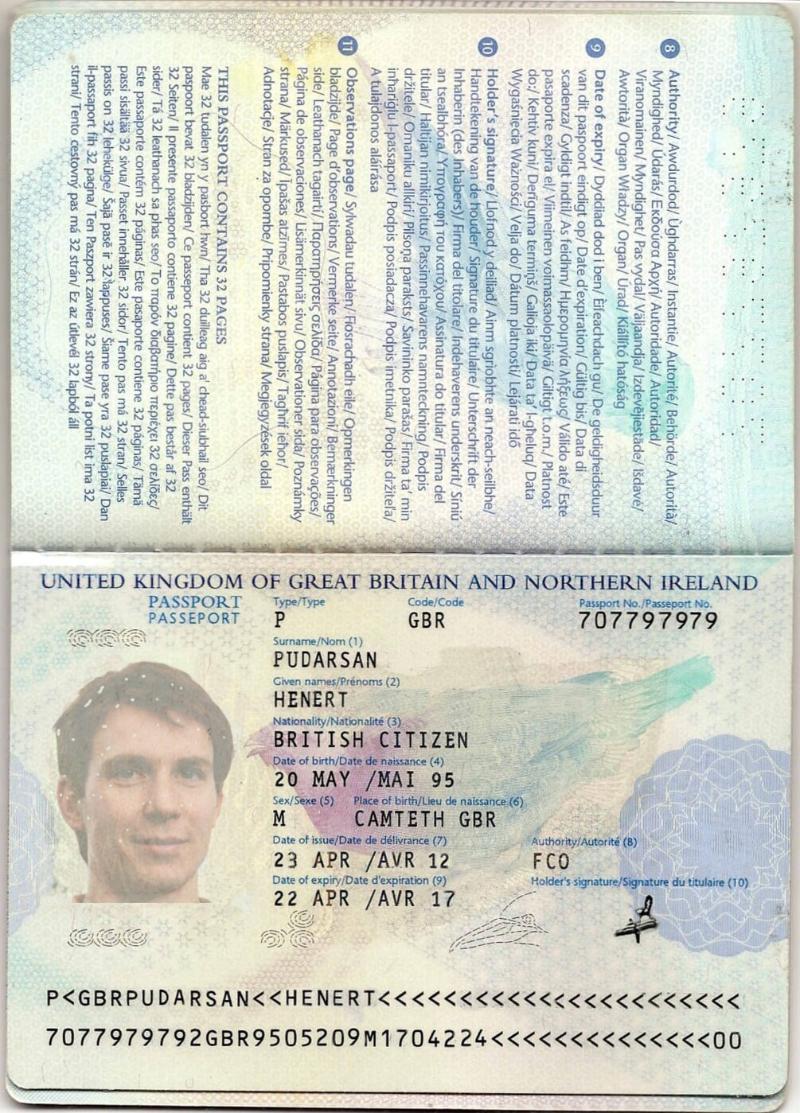 8 Authority/ Awdurdod/ Ùghdarras/ Instantie/ Autorité/ Behörde/ Autorità/
Myndighed/ Údarás/ Εκδούσα Αρχή/ Autoridade/ Autoridad/
Viranomainen/ Myndighet/ Pas vydal/ Väljaandja/ Izdevējiestāde/ Išdavė/
Awtorità/ Organ Władzy/ Organ/ Úrad/ Kiállító hatóság
9 Date of expiry/ Dyddiad dod i ben/ Èireachdach gu/ De geldigheidsduur
van dit paspoort eindigt op/ Date d'expiration/ Gültig bis/ Data di
scadenza/ Gyldigt indtil/ As feidhm/ Ημερομηνία λήξεως/ Válido até/ Este
pasaporte expira el/ Viimeinen voimassaolopäivä/ Giltigt t.o.m./ Platnost
do:/ Kehtiv kuni/ Derīguma termiņš/ Galioja iki/ Data ta' l-għeluq/ Data
Wygaśnięcia Ważności/ Velja do/ Dátum platnosti/ Lejárati idő
10 Holder's signature/ Llofnod y deiliad/ Ainm sgrìobhte an neach-seilbhe/
Handtekening van de houder/ Signature du titulaire/ Unterschrift der
Inhaberin (des Inhabers)/ Firma del titolare/ Indehaverens underskrift/ Síniú
an tsealbhóra/ Υπογραφή του κατόχου/ Assinatura do titular/ Firma del
titular/ Haltijan nimikirjoitus/ Passinnehavarens namnteckning/ Podpis
držitele/ Omaniku allkiri/ Pilsoņa paraksts/ Savininko parašas/ Firma ta' min
inħariġlu l-passaport/ Podpis posiadacza/ Podpis imetnika/ Podpis držiteľa/
A tulajdonos aláírása
11 Observations page/ Sylwadau tudalen/ Fiosrachadh eile/ Opmerkingen
bladzijde/ Page d'observations/ Vermerke seite/ Annotazioni/ Bemærkninger
side/ Leathanach tagairtí/ Παρατηρήσεις σελίδα/ Página para observações/
Página de observaciones/ Lisämerkinnät sivu/ Observationer sida/ Poznámky
strana/ Märkused/ Īpašas atzīmes/ Pastabos puslapis/ Tagħrif ieħor/
Adnotacje/ Stran za opombe/ Pripomienky strana/ Megjegyzések oldal
THIS PASSPORT CONTAINS 32 PAGES
Mae 32 tudalen yn y pasbort hwn/ Tha 32 duilleag aig a' chead-siubhail seo/ Dit
paspoort bevat 32 bladzijden/ Ce passeport contient 32 pages/ Dieser Pass enthält
32 Seiten/ Il presente passaporto contiene 32 pagine/ Dette pas består af 32
sider/ Tá 32 leathanach sa phas seo/ Το παρόν διαβατήριο περιέχει 32 σελίδες/
Este passaporte contém 32 páginas/ Este pasaporte contiene 32 páginas/ Tämä
passi sisältää 32 sivua/ Passet innehåller 32 sidor/ Tento pas má 32 stran/ Selles
passis on 32 lehekülge/ Šajā pasē ir 32 lappuses/ Šiame pase yra 32 puslapiai/ Dan
il-passaport fih 32 paġna/ Ten Paszport zawiera 32 strony/ Ta potni list ima 32
strani/ Tento cestovný pas má 32 strán/ Ez az útlevél 32 lapból áll
UNITED KINGDOM OF GREAT BRITAIN AND NORTHERN IRELAND
PASSPORT Type/Type Code/Code Passport No./Passeport No.
PASSEPORT P GBR 707797979
Surname/Nom (1)
PUDARSAN
Given names/Prénoms (2)
HENERT
Nationality/Nationalité (3)
BRITISH CITIZEN
Date of birth/Date de naissance (4)
20 MAY /MAI 95
Sex/Sexe (5) Place of birth/Lieu de naissance (6)
M CAMTETH GBR
Date of issue/Date de délivrance (7) Authority/Autorité (8)
23 APR /AVR 12 FCO
Date of expiry/Date d'expiration (9) Holder's signature/Signature du titulaire (10)
22 APR /AVR 17
P<GBRPUDARSAN<<HENERT<<<<<<<<<<<<<<<<<<<<<<<
7077979792GBR9505209M1704224<<<<<<<<<<<<<<00